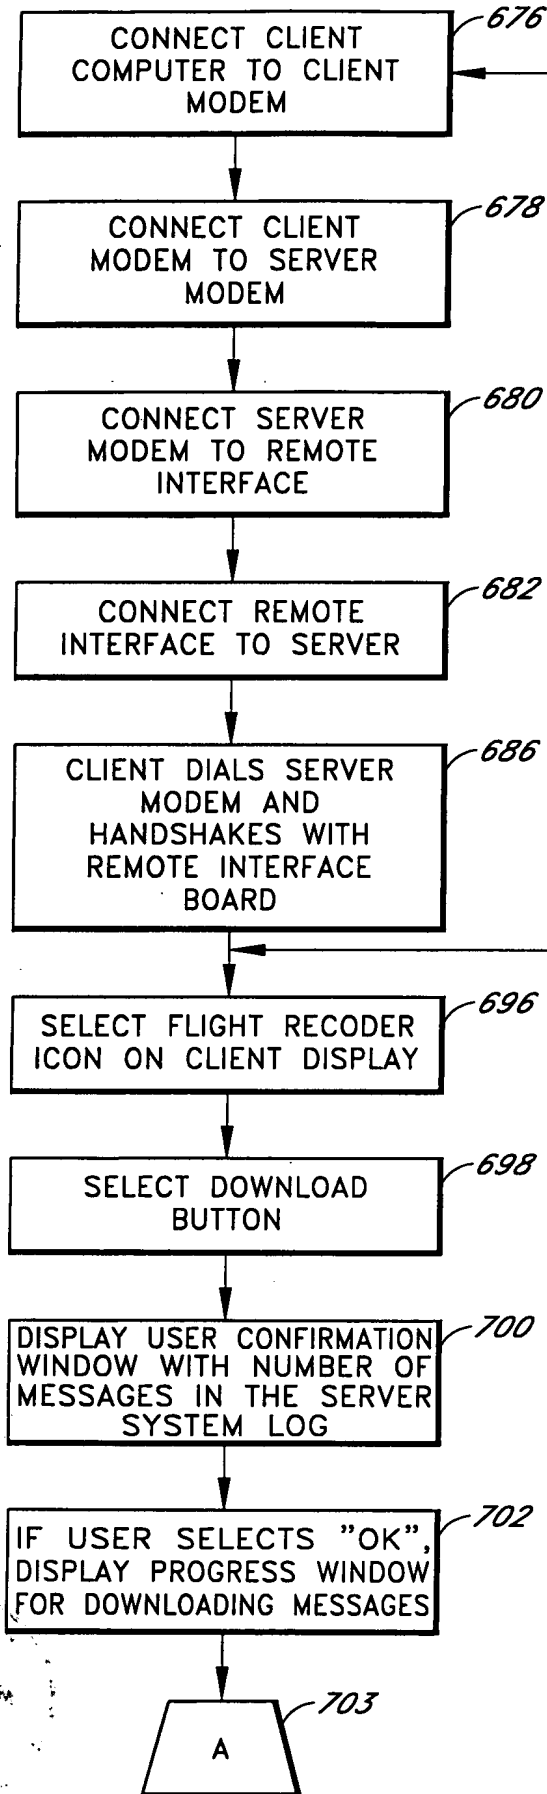 676
CONNECT CLIENT
COMPUTER TO CLIENT
MODEM
678
CONNECT CLIENT
MODEM TO SERVER
MODEM
680
CONNECT SERVER
MODEM TO REMOTE
INTERFACE
682
CONNECT REMOTE
INTERFACE TO SERVER
686
CLIENT DIALS SERVER
MODEM AND
HANDSHAKES WITH
REMOTE INTERFACE
BOARD
696
SELECT FLIGHT RECODER
ICON ON CLIENT DISPLAY
698
SELECT DOWNLOAD
BUTTON
700
DISPLAY USER CONFIRMATION
WINDOW WITH NUMBER OF
MESSAGES IN THE SERVER
SYSTEM LOG
702
IF USER SELECTS "OK",
DISPLAY PROGRESS WINDOW
FOR DOWNLOADING MESSAGES
703
A